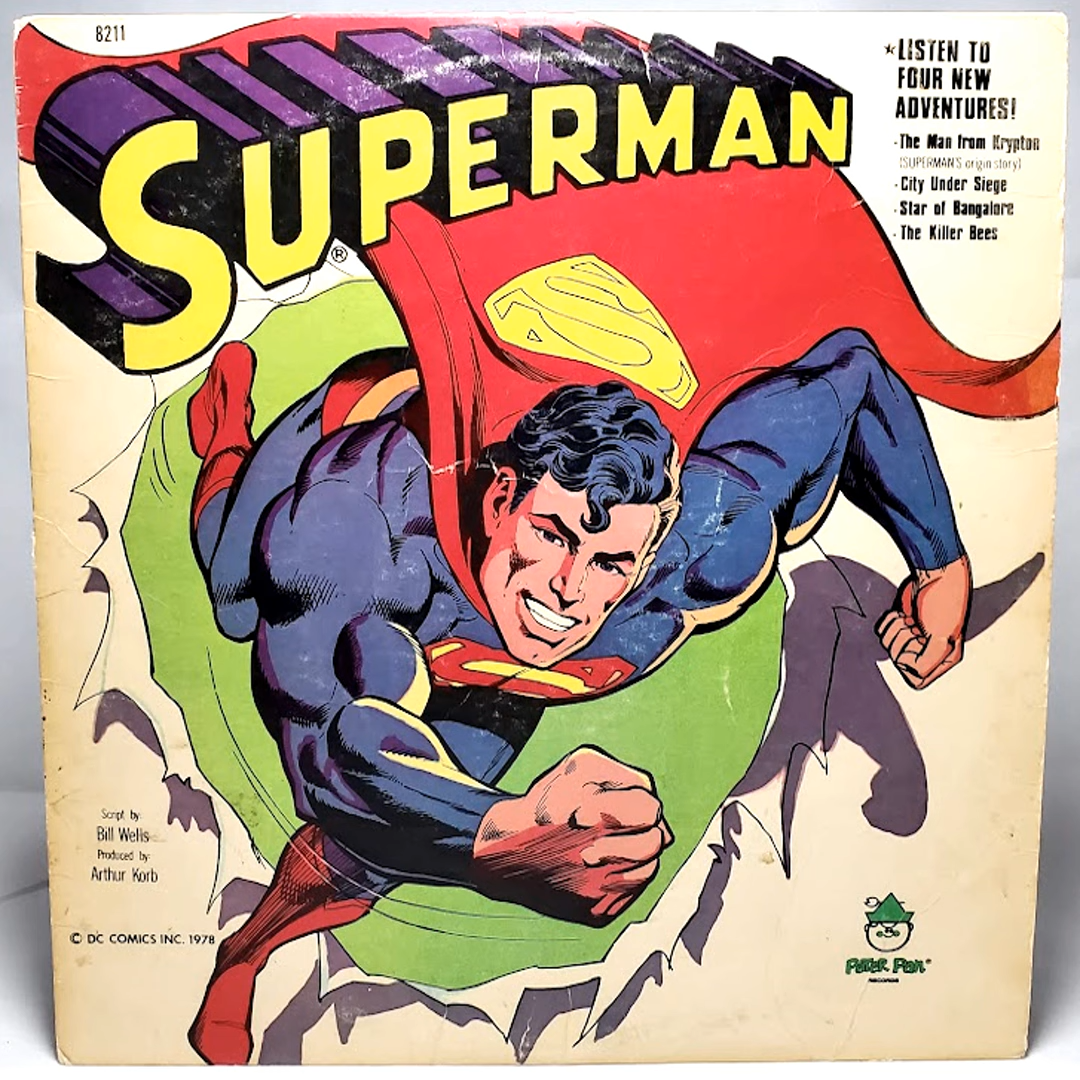 8211
SUPERMAN
®
*LISTEN TO
FOUR NEW
ADVENTURES!
-The Man from Krypton
(SUPERMAN'S origin story)
-City Under Siege
-Star of Bangalore
-The Killer Bees
Script by:
Bill Wells
Produced by:
Arthur Korb
© DC COMICS INC. 1978
PETER PAN®
RECORDS